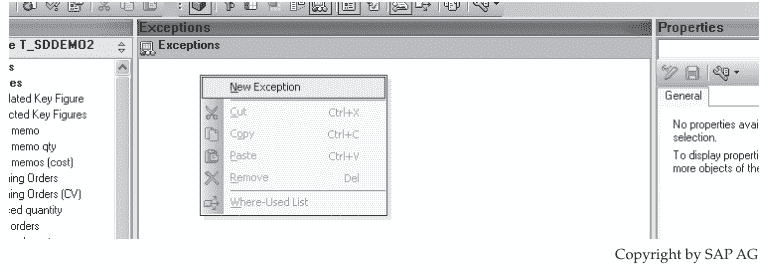 Exceptions
Properties
e T_SDDEMO2
Exceptions
s
es
lated Key Figure
cted Key Figures
memo
memo qty
memos (cost)
ing Orders
ing Orders (CV)
ed quantity
orders
New Exception
Cut Ctrl+X
Copy Ctrl+C
Paste Ctrl+V
Remove Del
Where-Used List
General
No properties avai
selection.
To display properti
more objects of the
Copyright by SAP AG